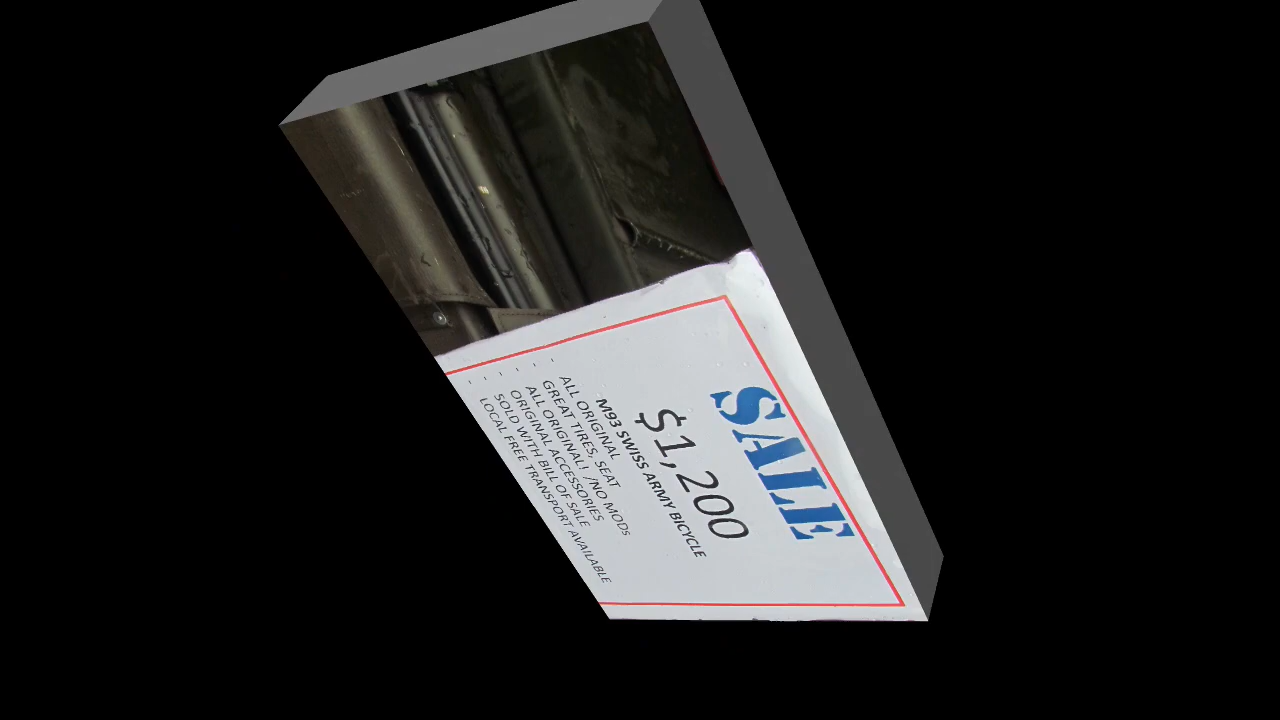 SALE
$1,200
M93 SWISS ARMY BICYCLE
- ALL ORIGINAL
- GREAT TIRES, SEAT
- ALL ORIGINAL! /NO MODS
- ORIGINAL ACCESSORIES
- SOLD WITH BILL OF SALE
- LOCAL FREE TRANSPORT AVAILABLE